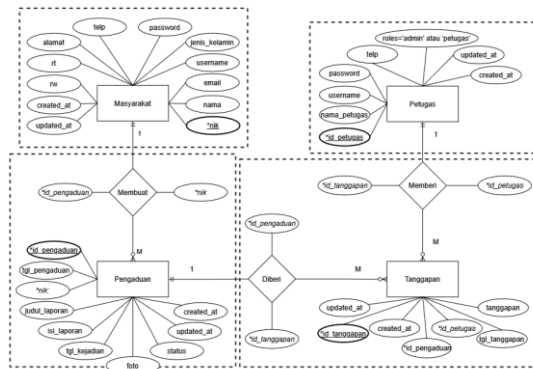 telp
password
alamat
jenis_kelamin
rt
username
rw
email
created_at
nama
updated_at
*nik
Masyarakat
1
roles='admin' atau 'petugas'
telp
updated_at
password
created_at
username
nama_petugas
*id_petugas
Petugas
1
*id_pengaduan
Membuat
*nik
M
*id_tanggapan
Memberi
*id_petugas
M
*id_pengaduan
tgl_pengaduan
*nik;
judul_laporan
isi_laporan
tgl_kejadian
foto
status
updated_at
created_at
Pengaduan
1
*id_pengaduan
Diberi
*id_tanggapan
M
Tanggapan
updated_at
*id_tanggapan
created_at
*id_pengaduan
*id_petugas
tgl_tanggapan
tanggapan